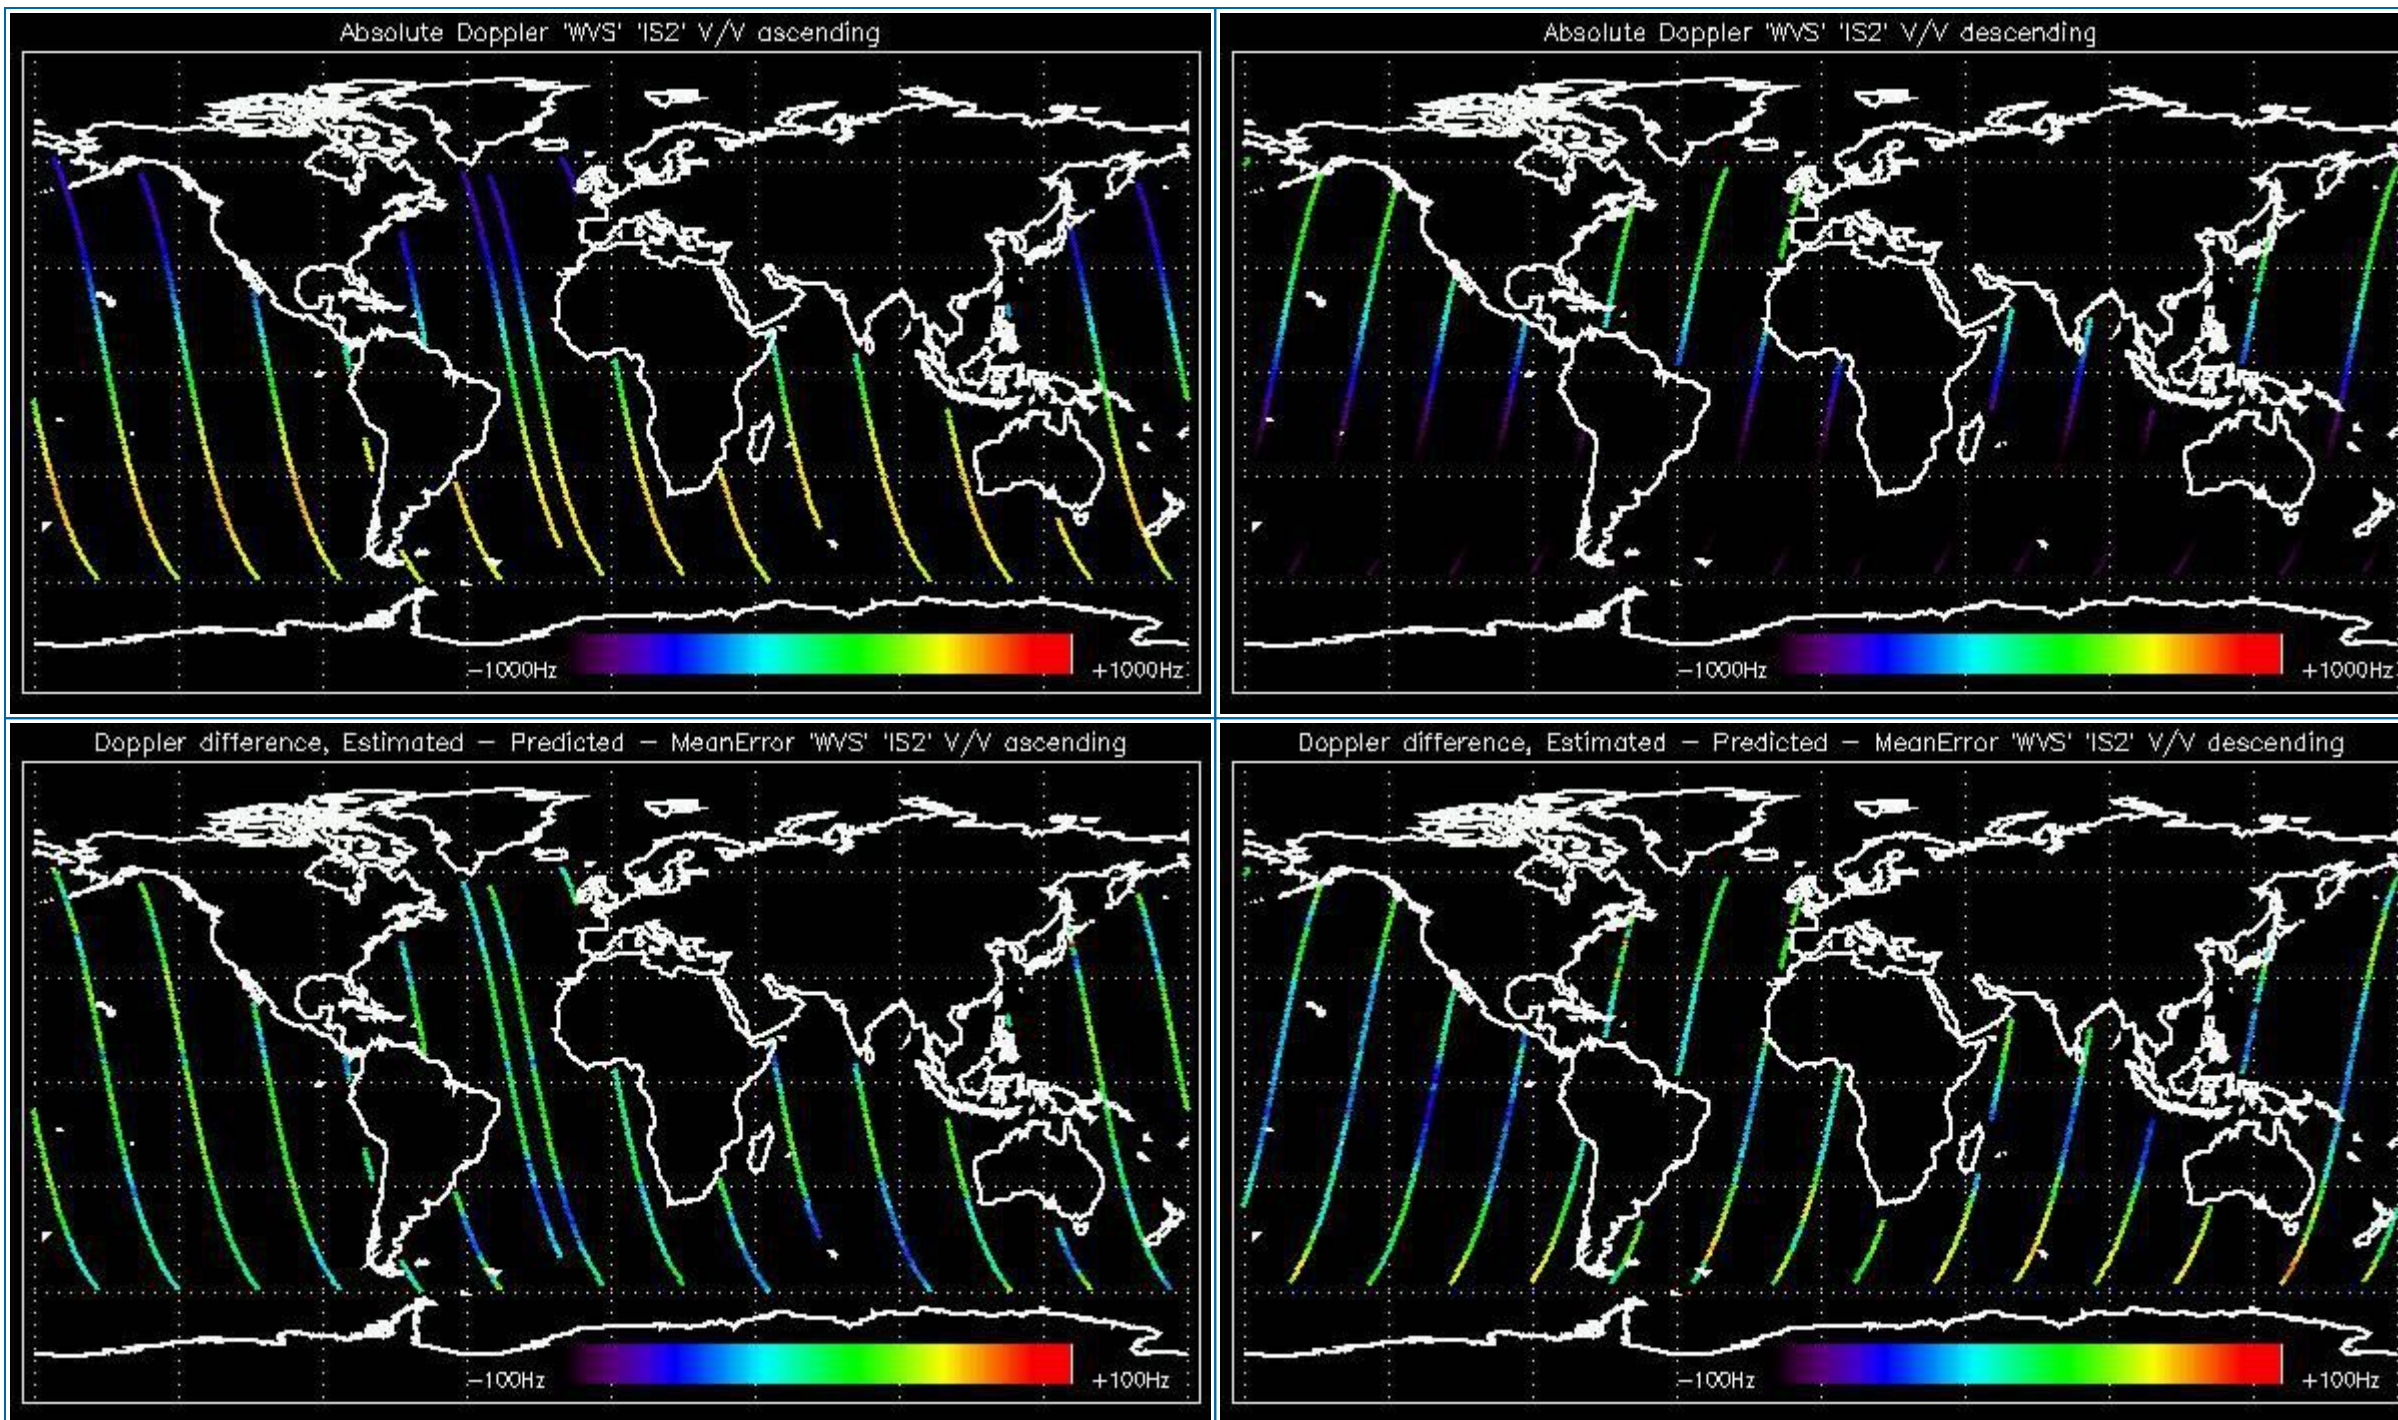 Absolute Doppler 'WVS' 'IS2' V/V ascending
-1000Hz
+1000Hz
Absolute Doppler 'WVS' 'IS2' V/V descending
-1000Hz
+1000Hz
Doppler difference, Estimated - Predicted - MeanError 'WVS' 'IS2' V/V ascending
-100Hz
+100Hz
Doppler difference, Estimated - Predicted - MeanError 'WVS' 'IS2' V/V descending
-100Hz
+100Hz